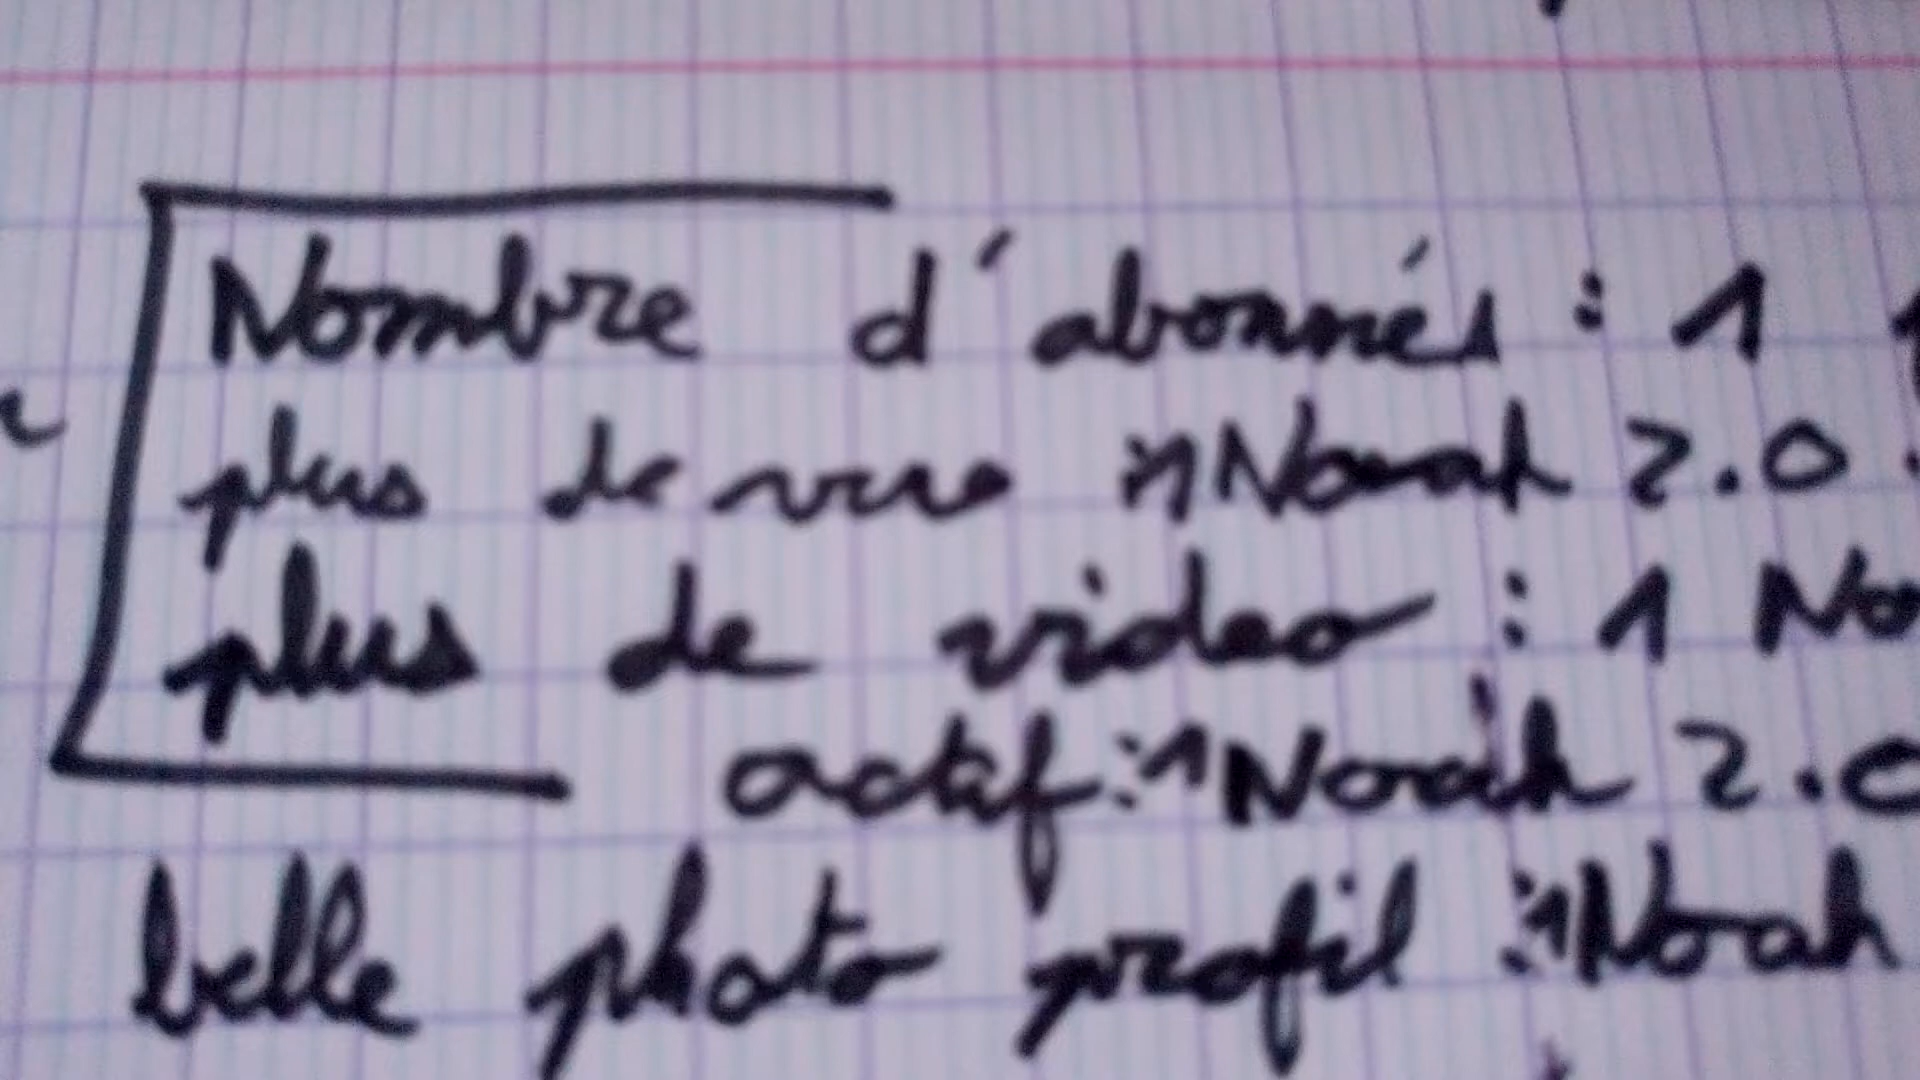 Nombre d'abonnés : 1
plus de vue : 1 Noah 2.0
plus de video : 1 No
actif : 1 Noah 2.0
belle photo profil : 1 Noah